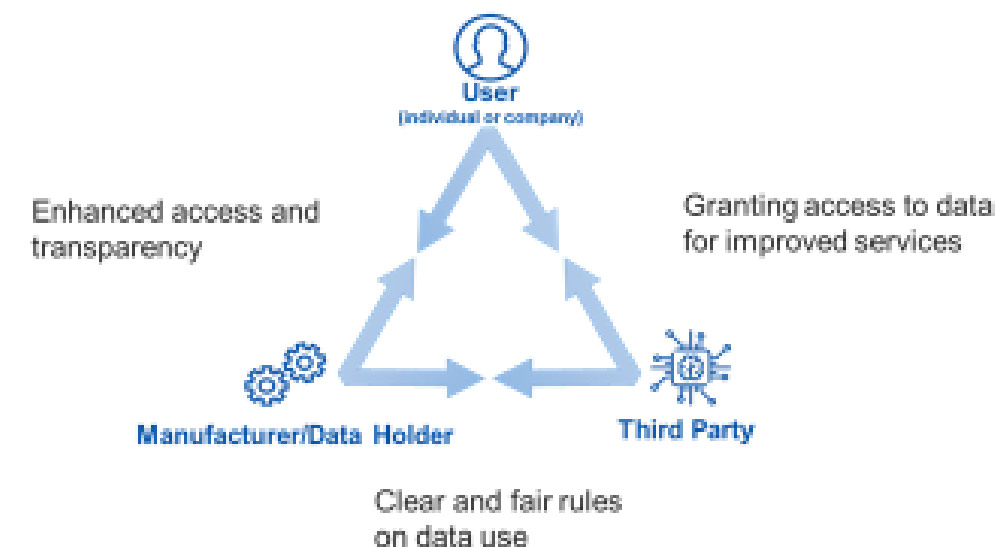 User
(individual or company)
Enhanced access and
transparency
Granting access to data
for improved services
Manufacturer/Data Holder
Third Party
Clear and fair rules
on data use